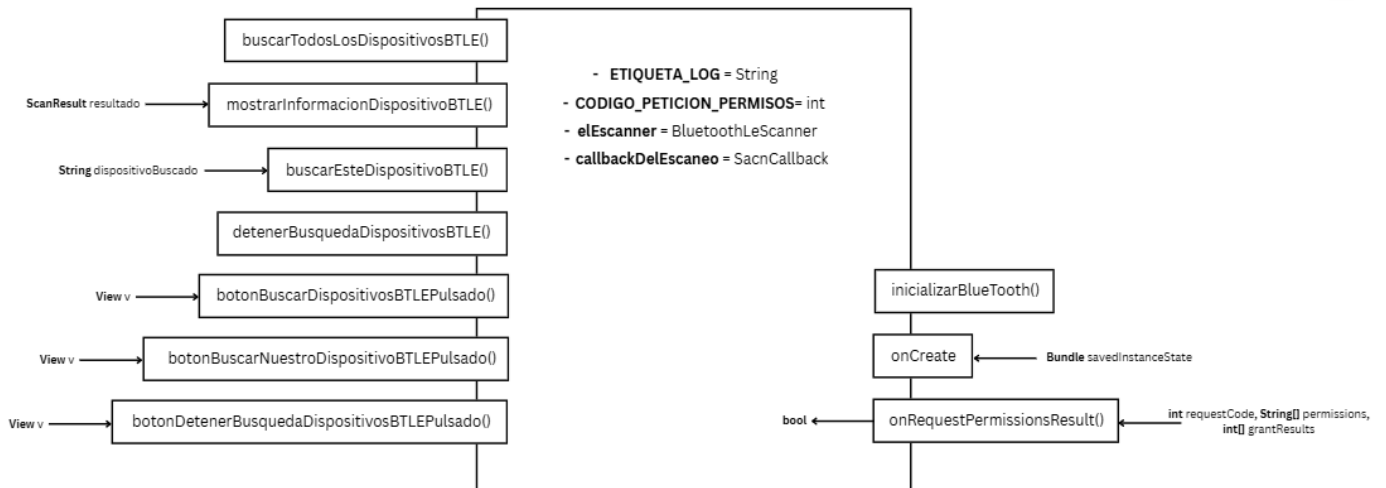 buscarTodosLosDispositivosBTLE()
ScanResult resultado
mostrarInformacionDispositivoBTLE()
String dispositivoBuscado
buscarEsteDispositivoBTLE()
detenerBusquedaDispositivosBTLE()
View v
botonBuscarDispositivosBTLEPulsado()
View v
botonBuscarNuestroDispositivoBTLEPulsado()
View v
botonDetenerBusquedaDispositivosBTLEPulsado()
- ETIQUETA_LOG = String
- CODIGO_PETICION_PERMISOS= int
- elEscanner = BluetoothLeScanner
- callbackDelEscaneo = SacnCallback
inicializarBlueTooth()
onCreate
Bundle savedInstanceState
bool
onRequestPermissionsResult()
int requestCode, String[] permissions,
int[] grantResults